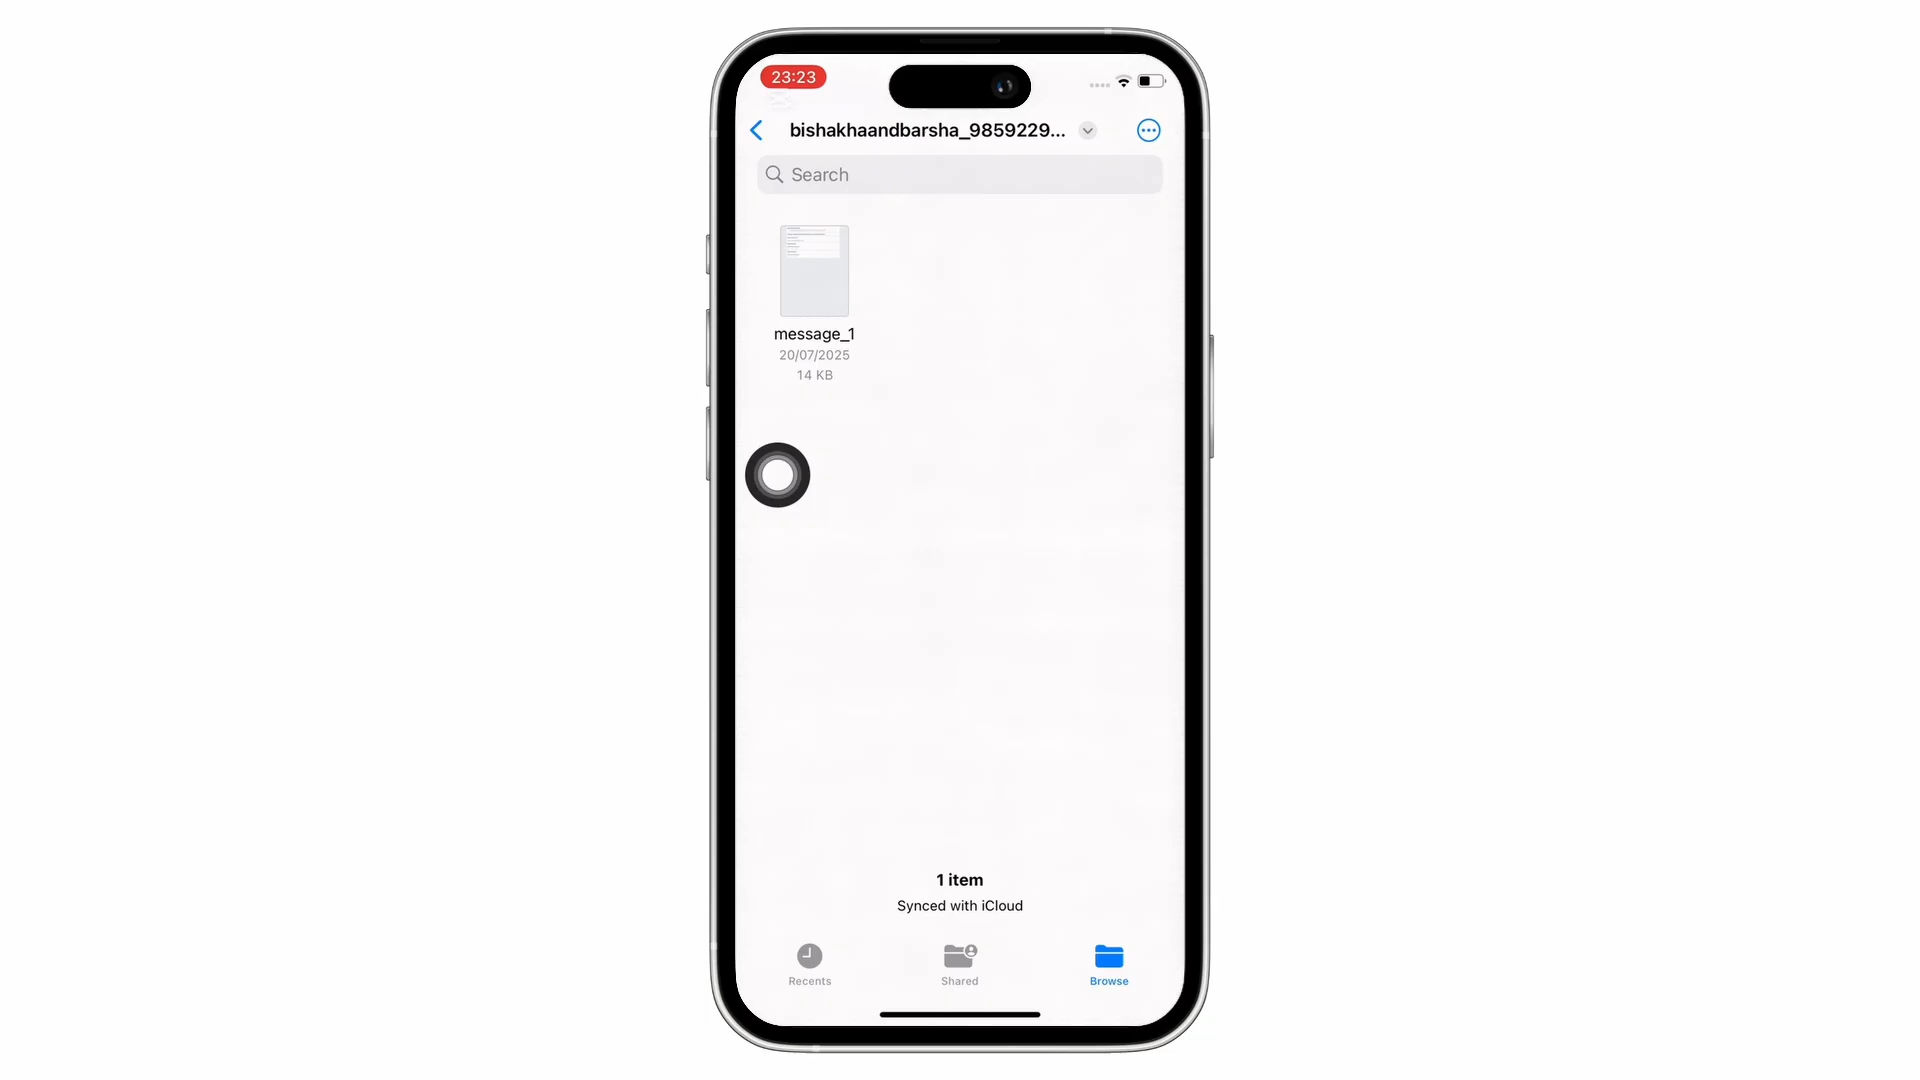 23:23
bishakhaandbarsha_9859229...
Search
message_1
20/07/2025
14 KB
1 item
Synced with iCloud
Recents
Shared
Browse